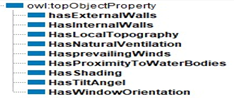 owl:topObjectProperty
hasExternalWalls
HasInternalWalls
HasLocalTopography
HasNaturalVentilation
HasprevailingWinds
HasProximityToWaterBodies
HasShading
HasTiltAngel
HasWindowOrientation